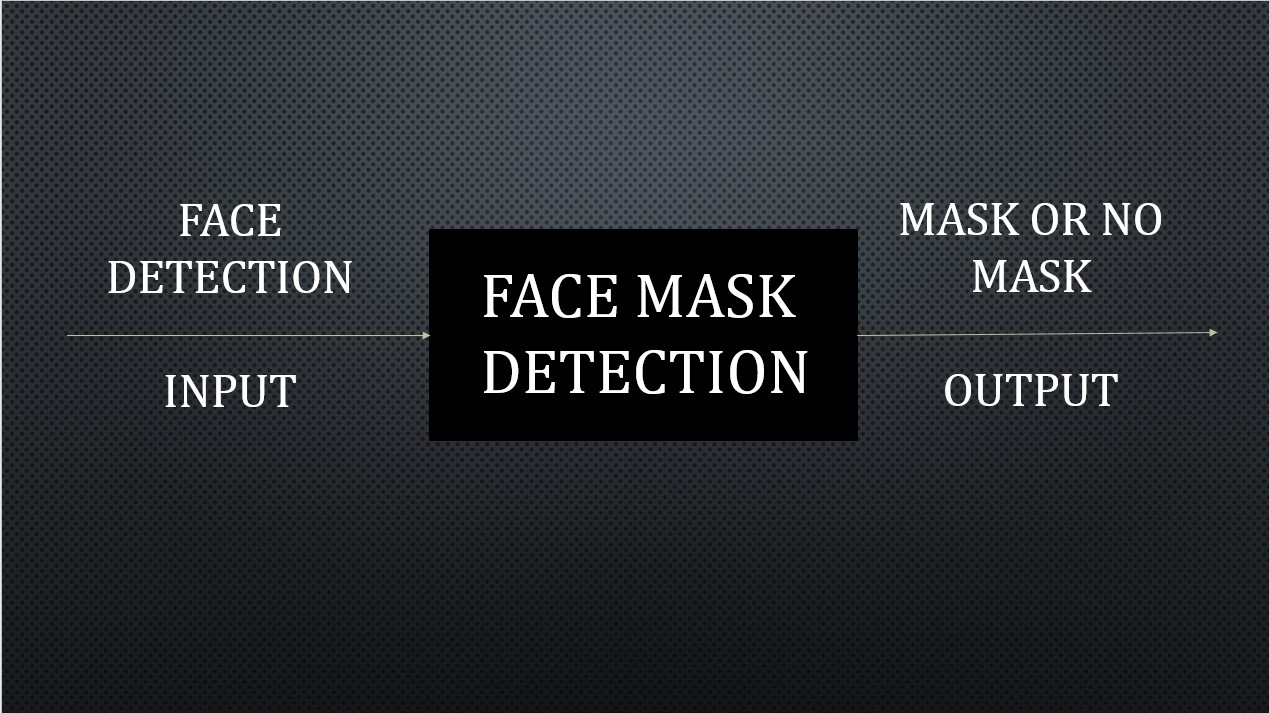 FACE
DETECTION
INPUT
FACE MASK
DETECTION
MASK OR NO
MASK
OUTPUT